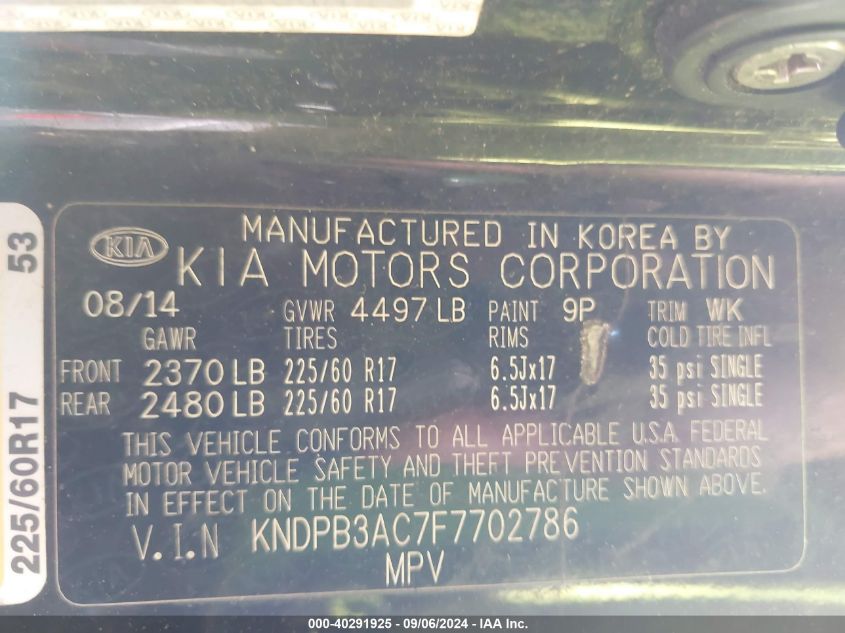 KIA
MANUFACTURED IN KOREA BY
KIA MOTORS CORPORATION
08/14 GVWR 4497 LB PAINT 9P TRIM WK
GAWR TIRES RIMS COLD TIRE INFL
FRONT 2370 LB 225/60 R17 6.5Jx17 35 psi SINGLE
REAR 2480 LB 225/60 R17 6.5Jx17 35 psi SINGLE
THIS VEHICLE CONFORMS TO ALL APPLICABLE U.S.A. FEDERAL
MOTOR VEHICLE SAFETY AND THEFT PREVENTION STANDARDS
IN EFFECT ON THE DATE OF MANUFACTURE SHOWN ABOVE.
V.I.N KNDPB3AC7F7702786
MPV
225/60R17 53
000-40291925 - 09/06/2024 - IAA Inc.